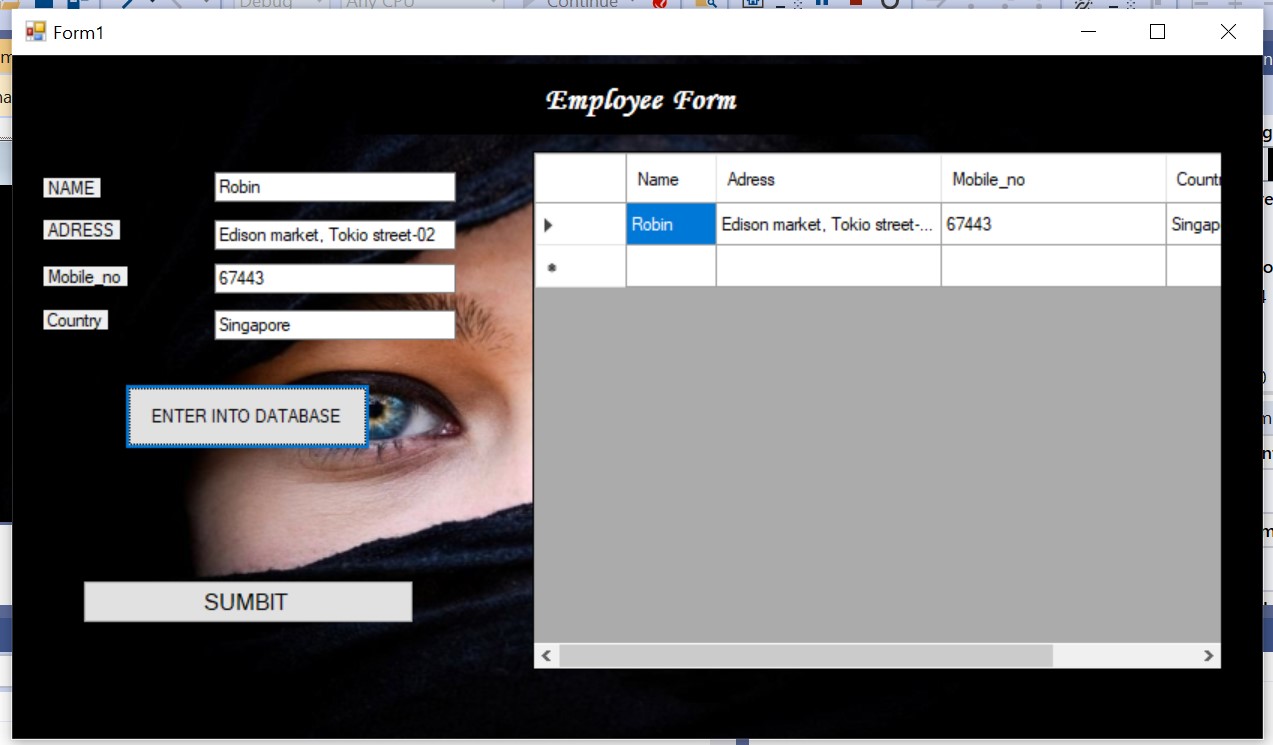 Debug Any CPU Continue
Form1
Employee Form
NAME Robin
ADRESS Edison market, Tokio street-02
Mobile_no 67443
Country Singapore
ENTER INTO DATABASE
SUMBIT
Name Adress Mobile_no Countr
Robin Edison market, Tokio street-... 67443 Singap